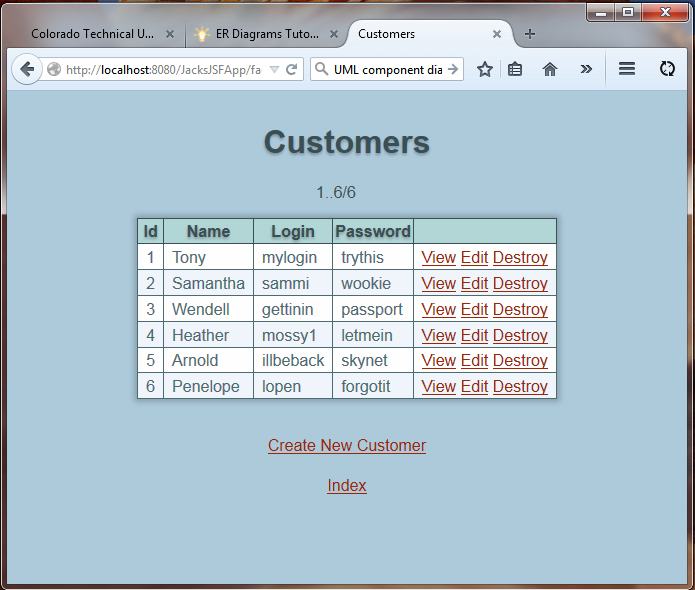 Colorado Technical U... ER Diagrams Tuto... Customers
http://localhost:8080/JacksJSFApp/fa UML component dia
Customers
1..6/6
Id Name Login Password
1 Tony mylogin trythis View Edit Destroy
2 Samantha sammi wookie View Edit Destroy
3 Wendell gettinin passport View Edit Destroy
4 Heather mossy1 letmein View Edit Destroy
5 Arnold illbeback skynet View Edit Destroy
6 Penelope lopen forgotit View Edit Destroy
Create New Customer
Index